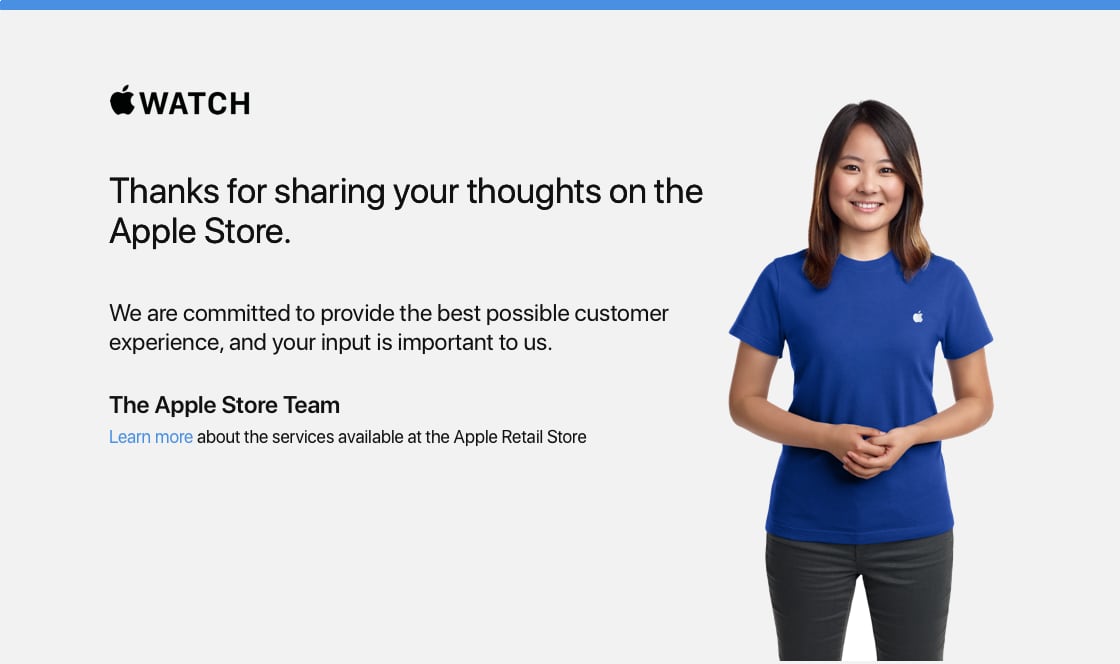 WATCH
Thanks for sharing your thoughts on the
Apple Store.
We are committed to provide the best possible customer
experience, and your input is important to us.
The Apple Store Team
Learn more about the services available at the Apple Retail Store